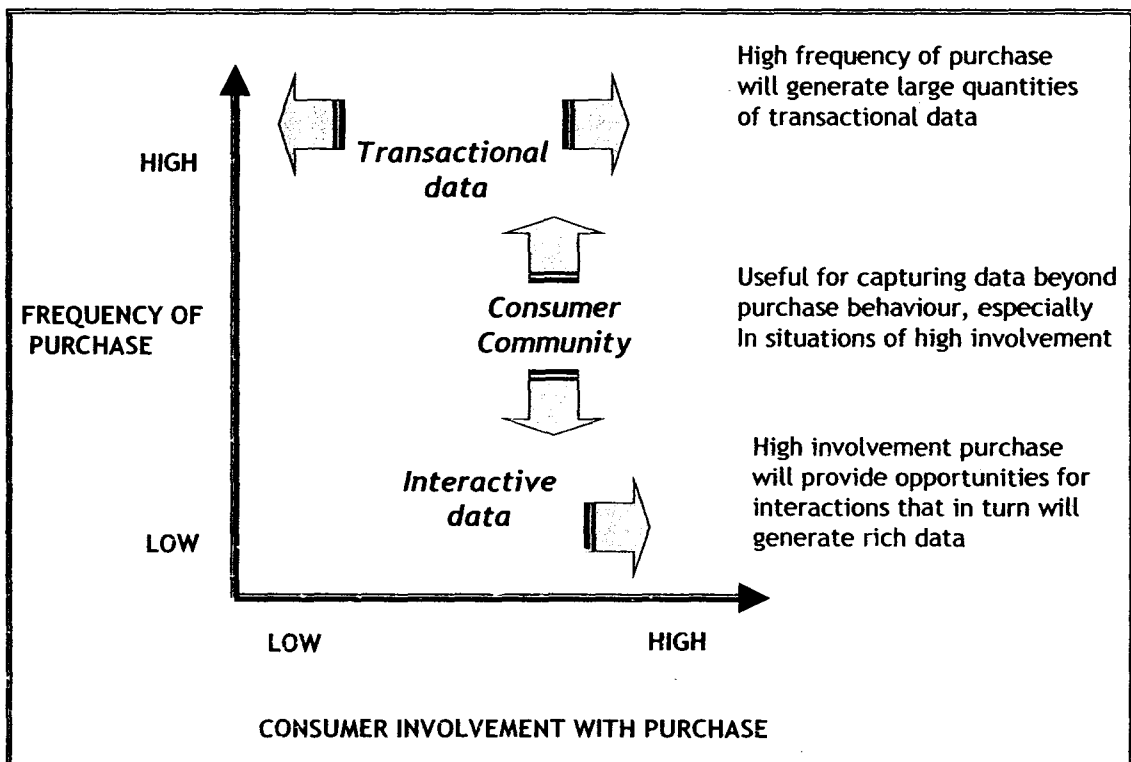 High frequency of purchase
will generate large quantities
of transactional data
HIGH
Transactional
data
FREQUENCY OF
PURCHASE
Consumer
Community
Useful for capturing data beyond
purchase behaviour, especially
In situations of high involvement
Interactive
data
High involvement purchase
will provide opportunities for
interactions that in turn will
generate rich data
LOW
LOW
HIGH
CONSUMER INVOLVEMENT WITH PURCHASE